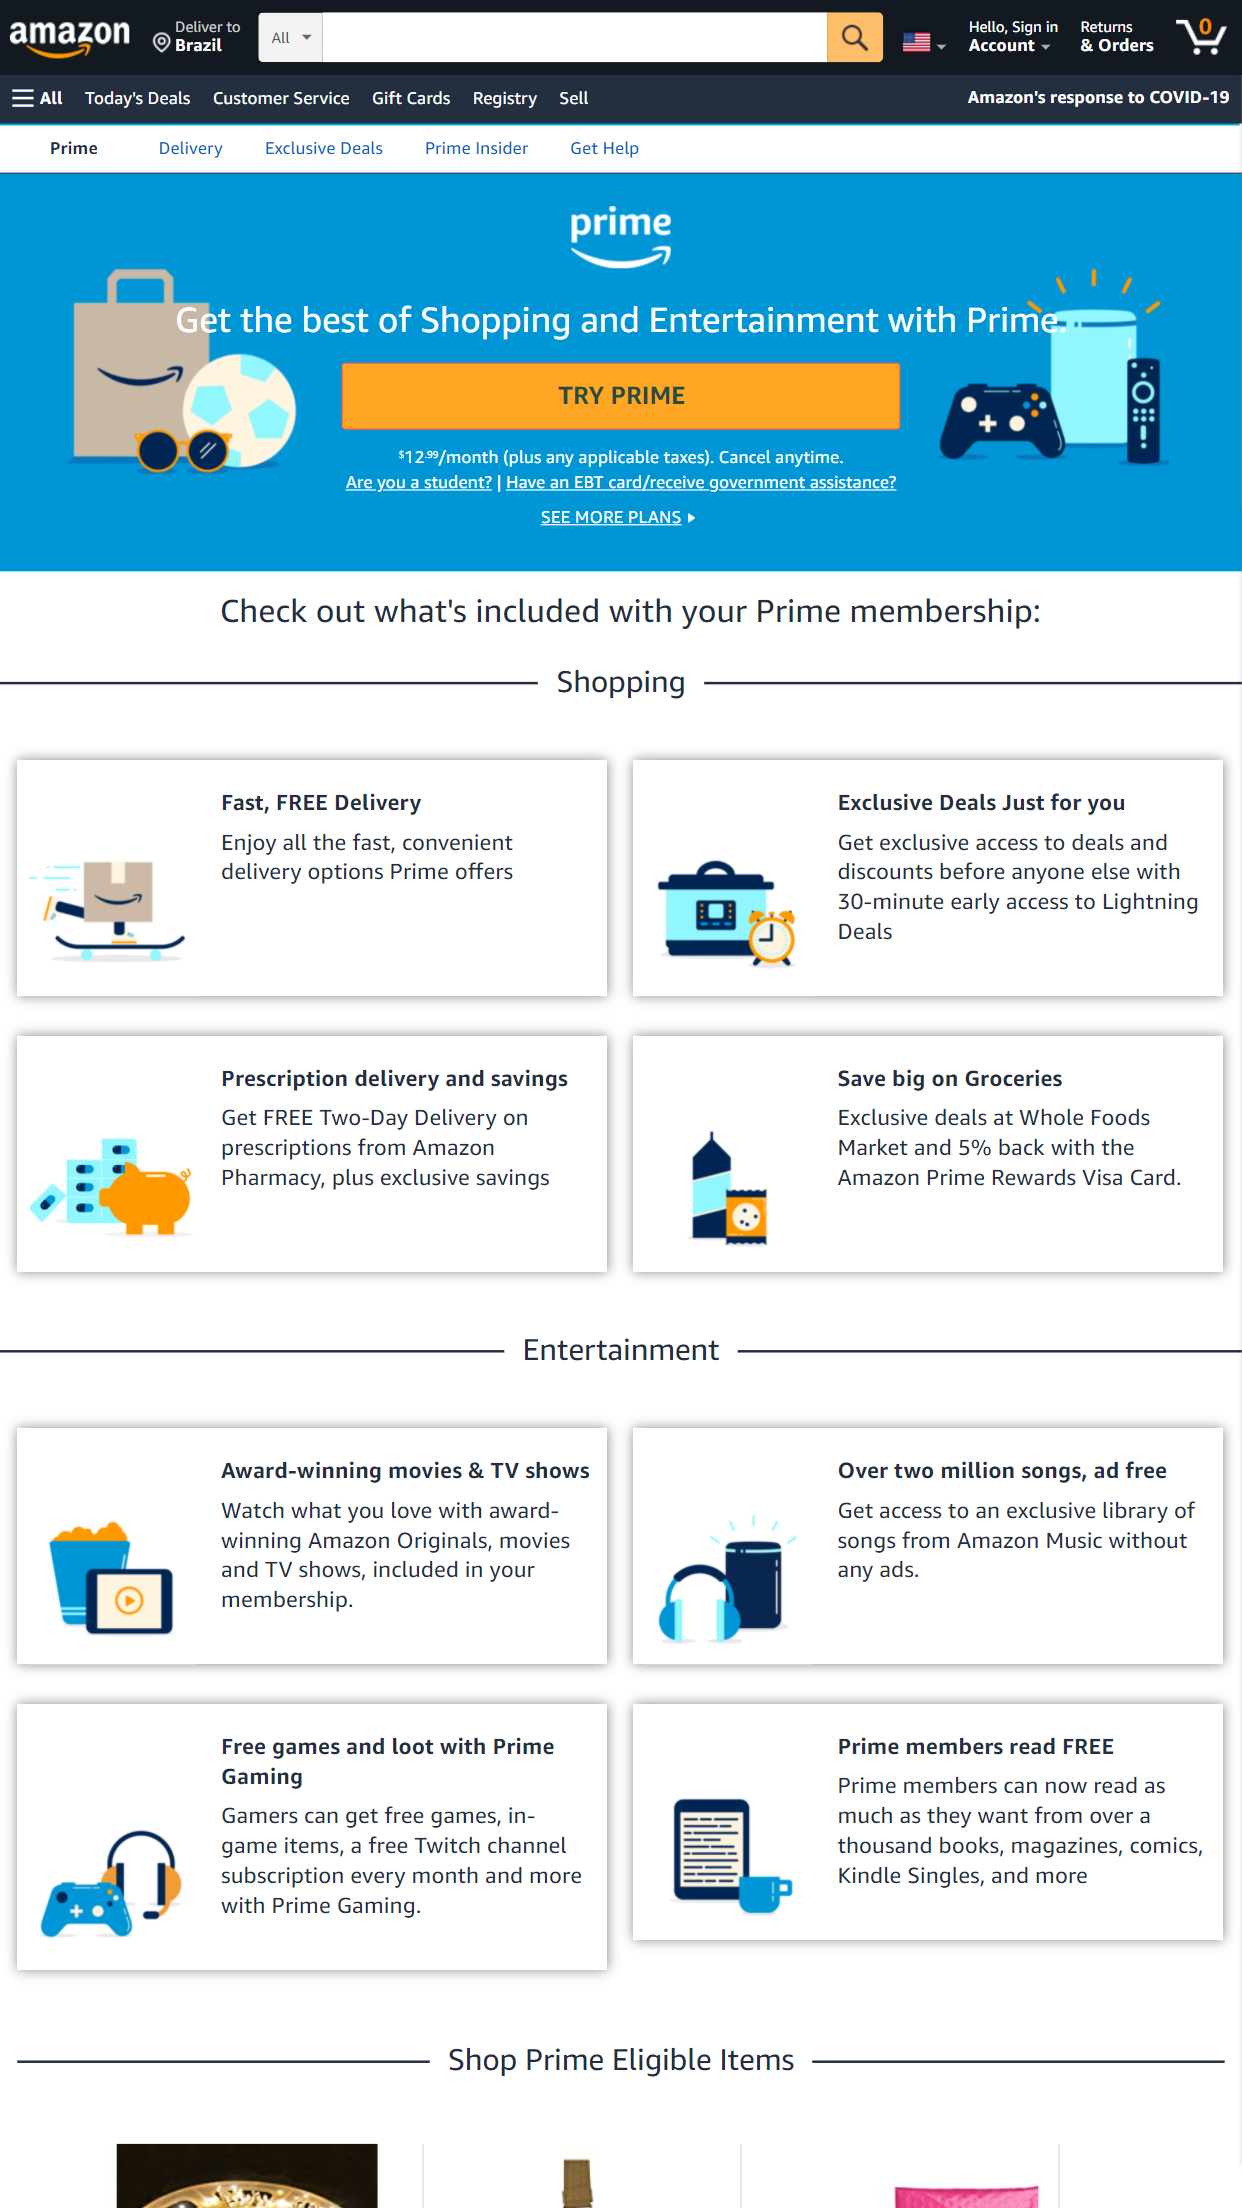 amazon
Deliver to
Brazil
All
Hello, Sign in
Account
Returns
& Orders
0
All
Today's Deals
Customer Service
Gift Cards
Registry
Sell
Amazon's response to COVID-19
Prime
Delivery
Exclusive Deals
Prime Insider
Get Help
prime
Get the best of Shopping and Entertainment with Prime.
TRY PRIME
$12.99/month (plus any applicable taxes). Cancel anytime.
Are you a student? | Have an EBT card/receive government assistance?
SEE MORE PLANS
Check out what's included with your Prime membership:
Shopping
Fast, FREE Delivery
Enjoy all the fast, convenient
delivery options Prime offers
Exclusive Deals Just for you
Get exclusive access to deals and
discounts before anyone else with
30-minute early access to Lightning
Deals
Prescription delivery and savings
Get FREE Two-Day Delivery on
prescriptions from Amazon
Pharmacy, plus exclusive savings
Save big on Groceries
Exclusive deals at Whole Foods
Market and 5% back with the
Amazon Prime Rewards Visa Card.
Entertainment
Award-winning movies & TV shows
Watch what you love with award-
winning Amazon Originals, movies
and TV shows, included in your
membership.
Over two million songs, ad free
Get access to an exclusive library of
songs from Amazon Music without
any ads.
Free games and loot with Prime
Gaming
Gamers can get free games, in-
game items, a free Twitch channel
subscription every month and more
with Prime Gaming.
Prime members read FREE
Prime members can now read as
much as they want from over a
thousand books, magazines, comics,
Kindle Singles, and more
Shop Prime Eligible Items